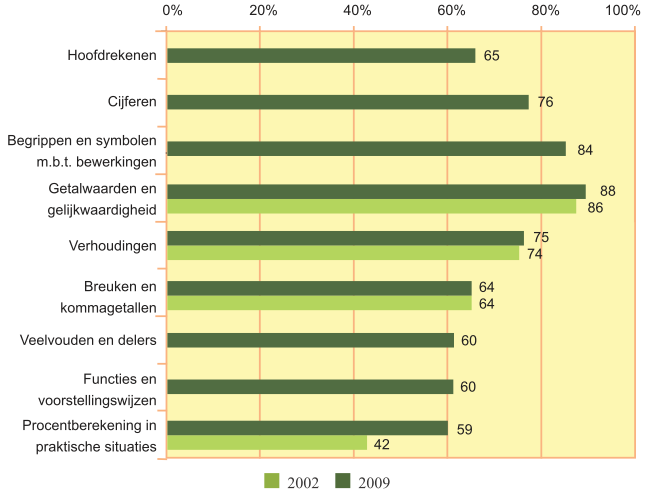 0% 20% 40% 60% 80% 100%
Hoofdrekenen 65
Cijferen 76
Begrippen en symbolen
m.b.t. bewerkingen 84
Getalwaarden en 88
gelijkwaardigheid 86
Verhoudingen 75
74
Breuken en 64
kommagetallen 64
Veelvouden en delers 60
Functies en 60
voorstellingswijzen
Procentberekening in 59
praktische situaties 42
2002 2009